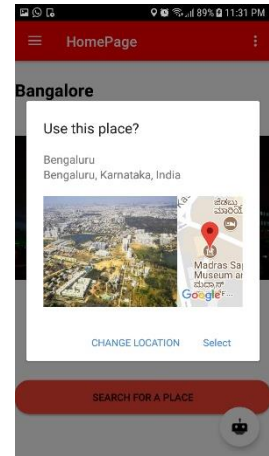 89% 11:31 PM
HomePage
Bangalore
Use this place?
Bengaluru
Bengaluru, Karnataka, India
Madras Sa
Museum a
Google
CHANGE LOCATION Select
SEARCH FOR A PLACE